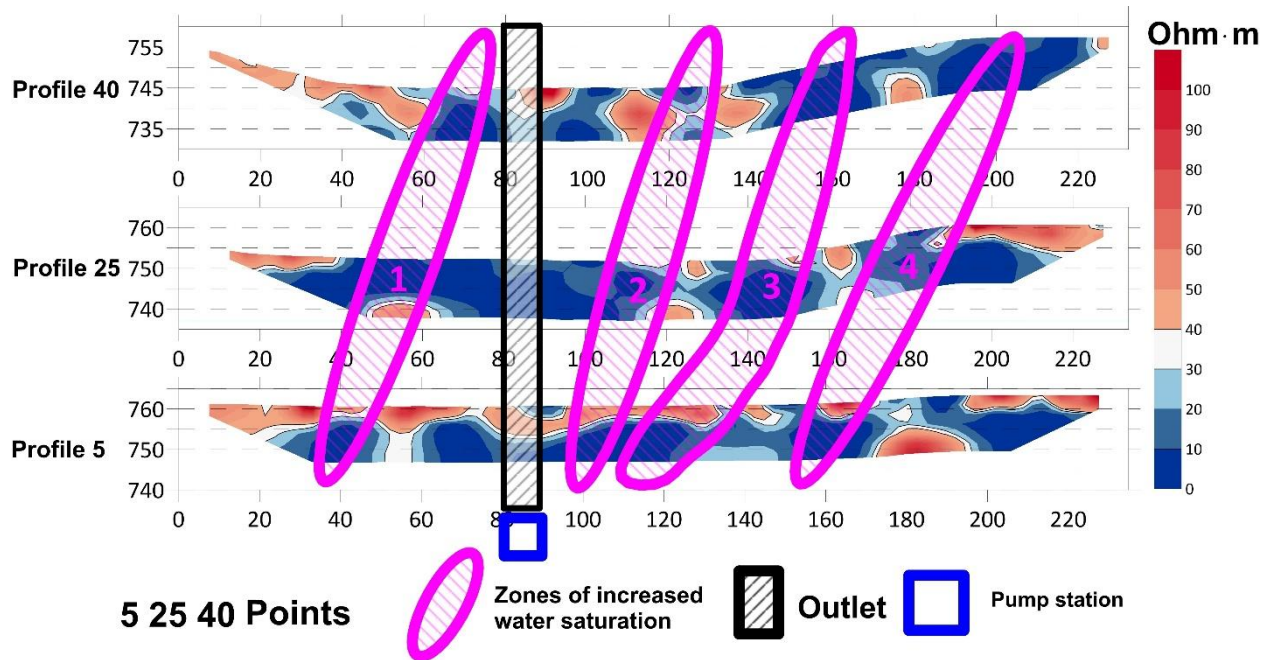 Ohm·m
Profile 40
755
745
735
0 20 40 60 80 100 120 140 160 180 200 220
Profile 25
760
750
740
1 2 3 4
0 20 40 60 80 100 120 140 160 180 200 220
Profile 5
760
750
740
0 20 40 60 80 100 120 140 160 180 200 220
100
90
80
70
60
50
40
30
20
10
0
5 25 40 Points
Zones of increased
water saturation
Outlet
Pump station